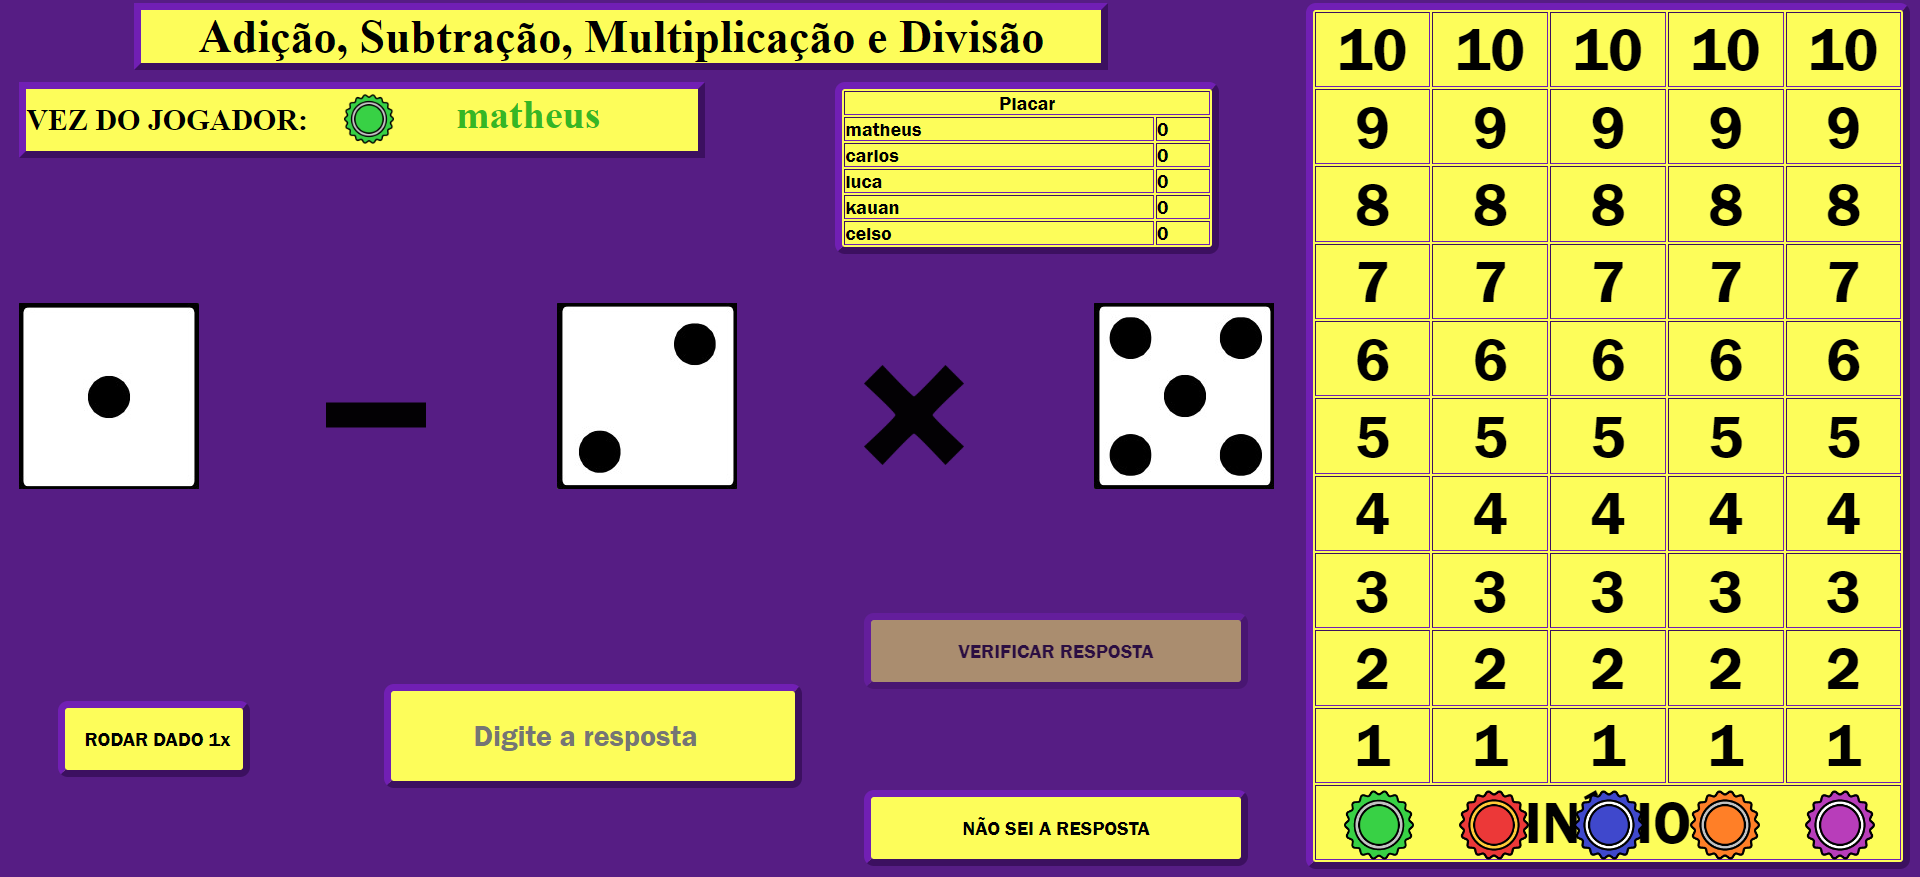 Adição, Subtração, Multiplicação e Divisão
VEZ DO JOGADOR: matheus
Placar
matheus 0
carlos 0
luca 0
kauan 0
celso 0
VERIFICAR RESPOSTA
RODAR DADO 1x
Digite a resposta
NÃO SEI A RESPOSTA
10 10 10 10 10
9 9 9 9 9
8 8 8 8 8
7 7 7 7 7
6 6 6 6 6
5 5 5 5 5
4 4 4 4 4
3 3 3 3 3
2 2 2 2 2
1 1 1 1 1
INÍCIO